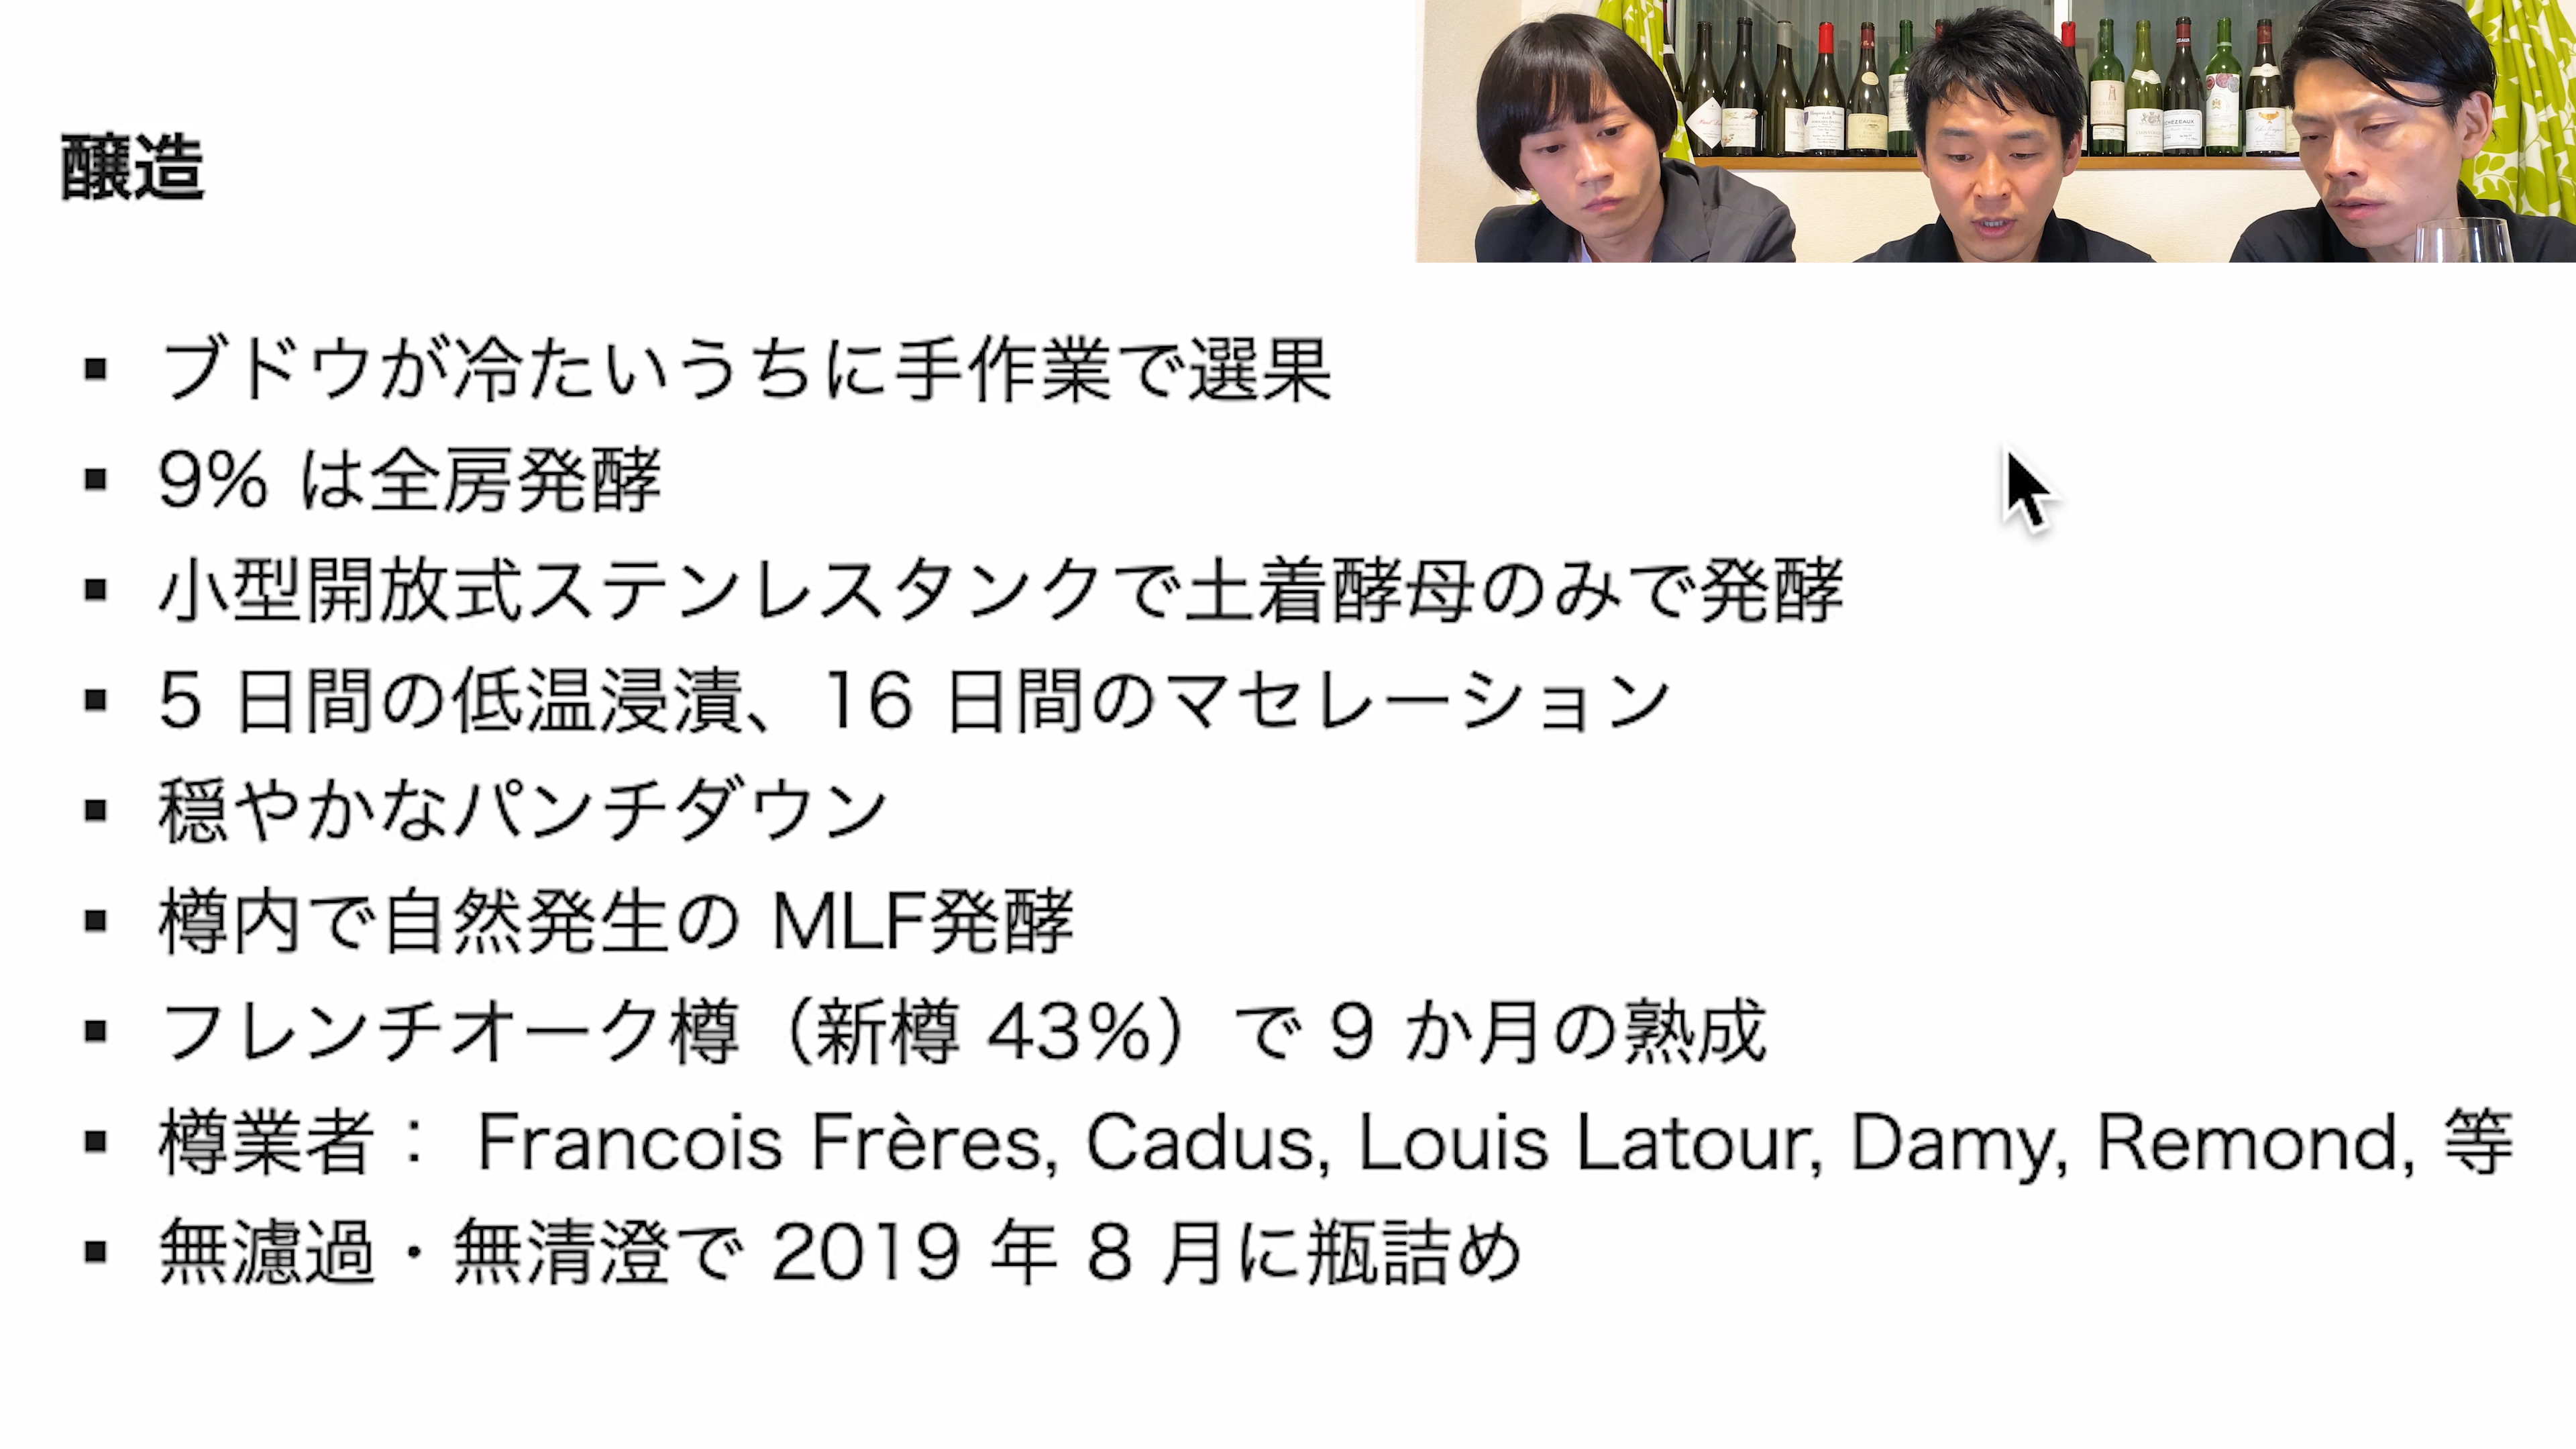 醸造
▪ ブドウが冷たいうちに手作業で選果
▪ 9% は全房発酵
▪ 小型開放式ステンレスタンクで土着酵母のみで発酵
▪ 5 日間の低温浸漬、16 日間のマセレーション
▪ 穏やかなパンチダウン
▪ 樽内で自然発生の MLF発酵
▪ フレンチオーク樽（新樽 43%）で 9 か月の熟成
▪ 樽業者： Francois Frères, Cadus, Louis Latour, Damy, Remond, 等
▪ 無濾過・無清澄で 2019 年 8 月に瓶詰め